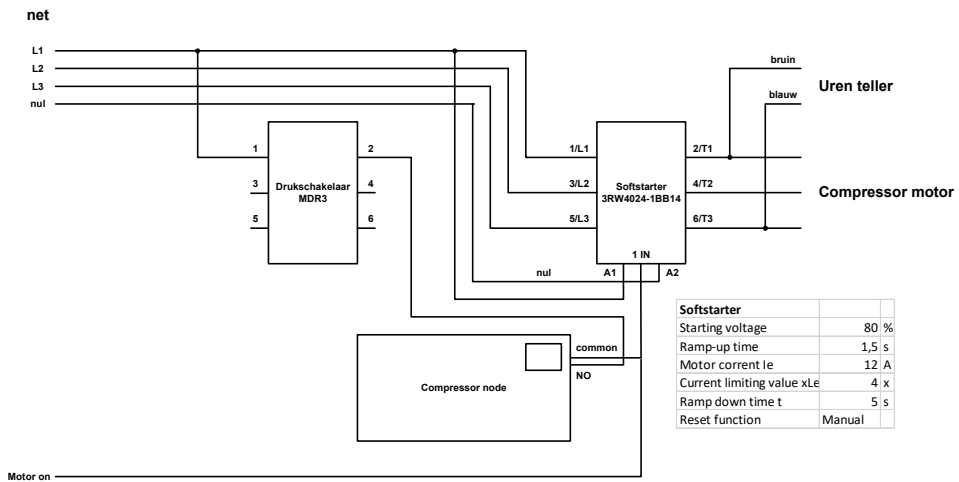 net
L1
L2
L3
nul
bruin
Uren teller
blauw
1
2
3
4
5
6
Drukschakelaar
MDR3
1/L1
3/L2
5/L3
Softstarter
3RW4024-1BB14
2/T1
4/T2
6/T3
Compressor motor
1 IN
nul
A1
A2
common
NO
Compressor node
Softstarter
Starting voltage 80 %
Ramp-up time 1,5 s
Motor corrent Ie 12 A
Current limiting value xLe 4 x
Ramp down time t 5 s
Reset function Manual
Motor on